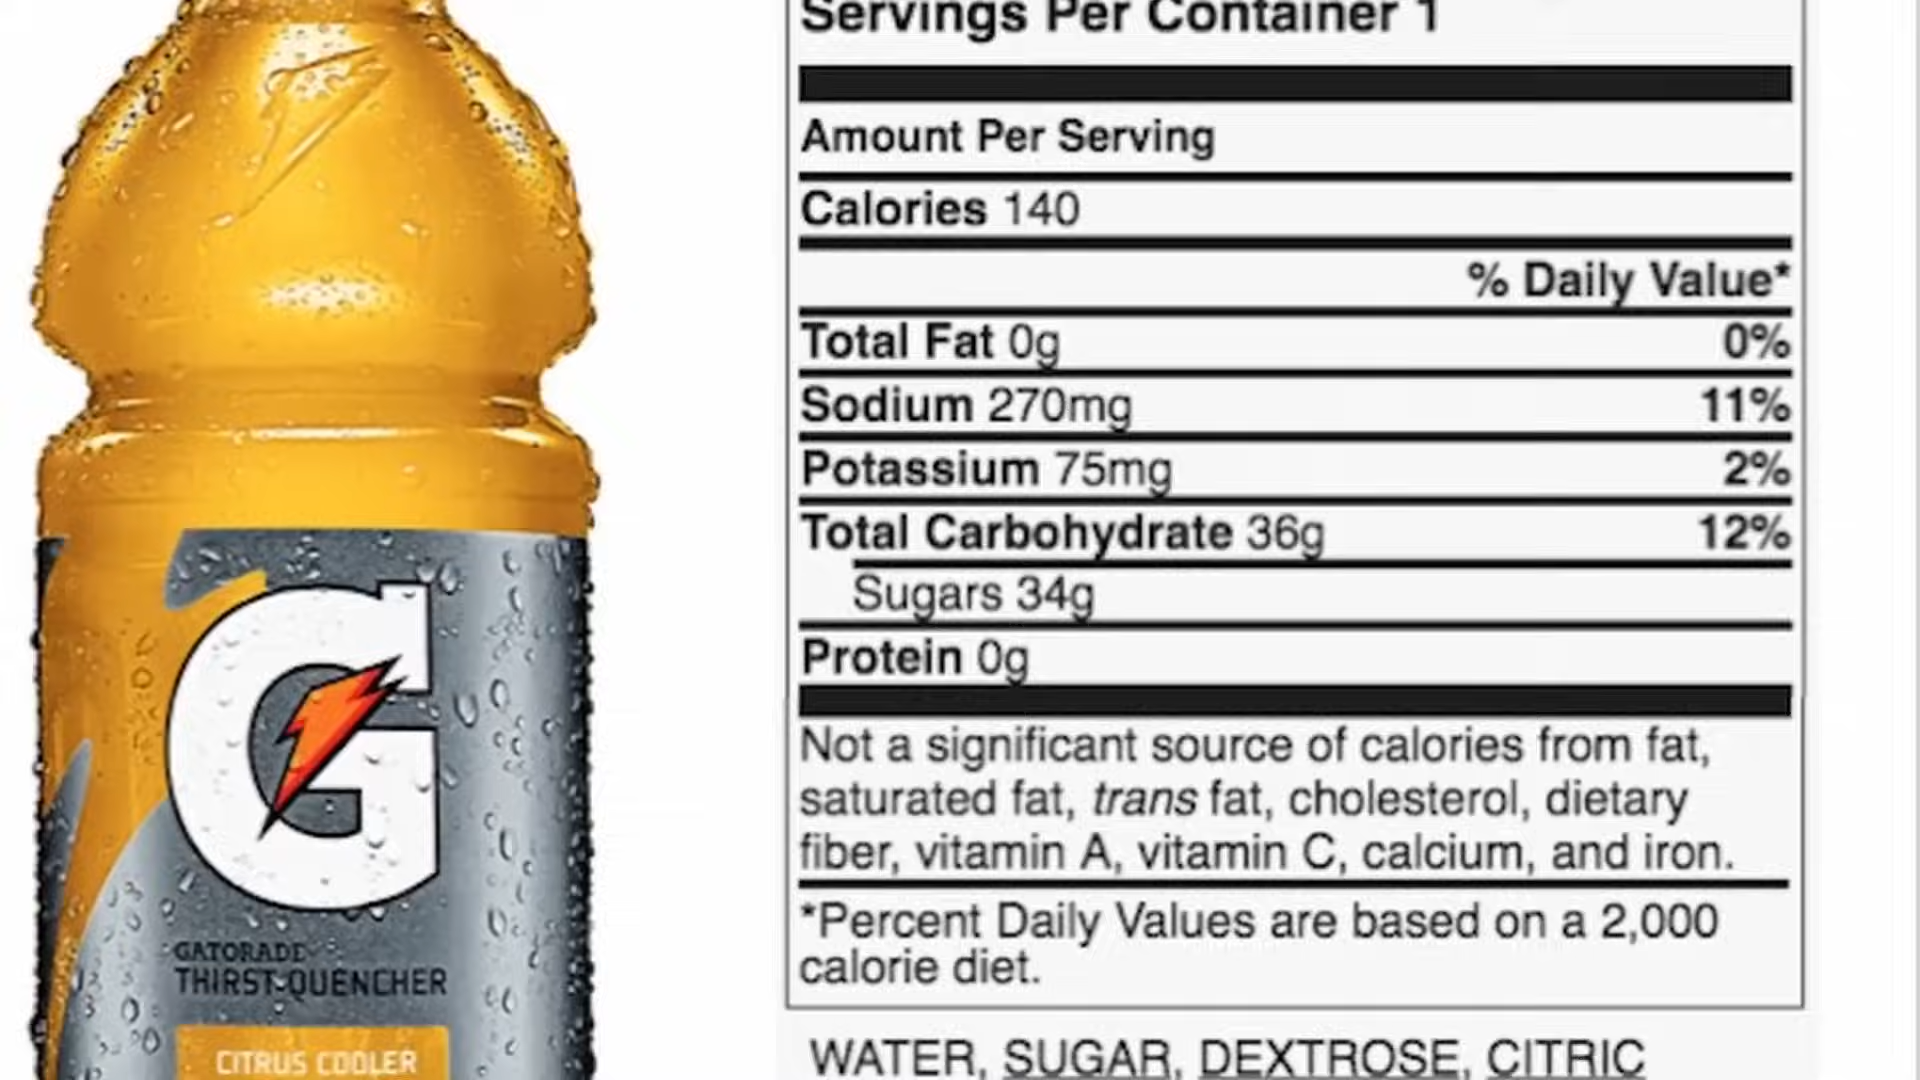 Servings Per Container 1
Amount Per Serving
Calories 140
% Daily Value*
Total Fat 0g 0%
Sodium 270mg 11%
Potassium 75mg 2%
Total Carbohydrate 36g 12%
Sugars 34g
Protein 0g
Not a significant source of calories from fat,
saturated fat, trans fat, cholesterol, dietary
fiber, vitamin A, vitamin C, calcium, and iron.
*Percent Daily Values are based on a 2,000
calorie diet.
WATER, SUGAR, DEXTROSE, CITRIC
G
GATORADE
THIRST QUENCHER
CITRUS COOLER